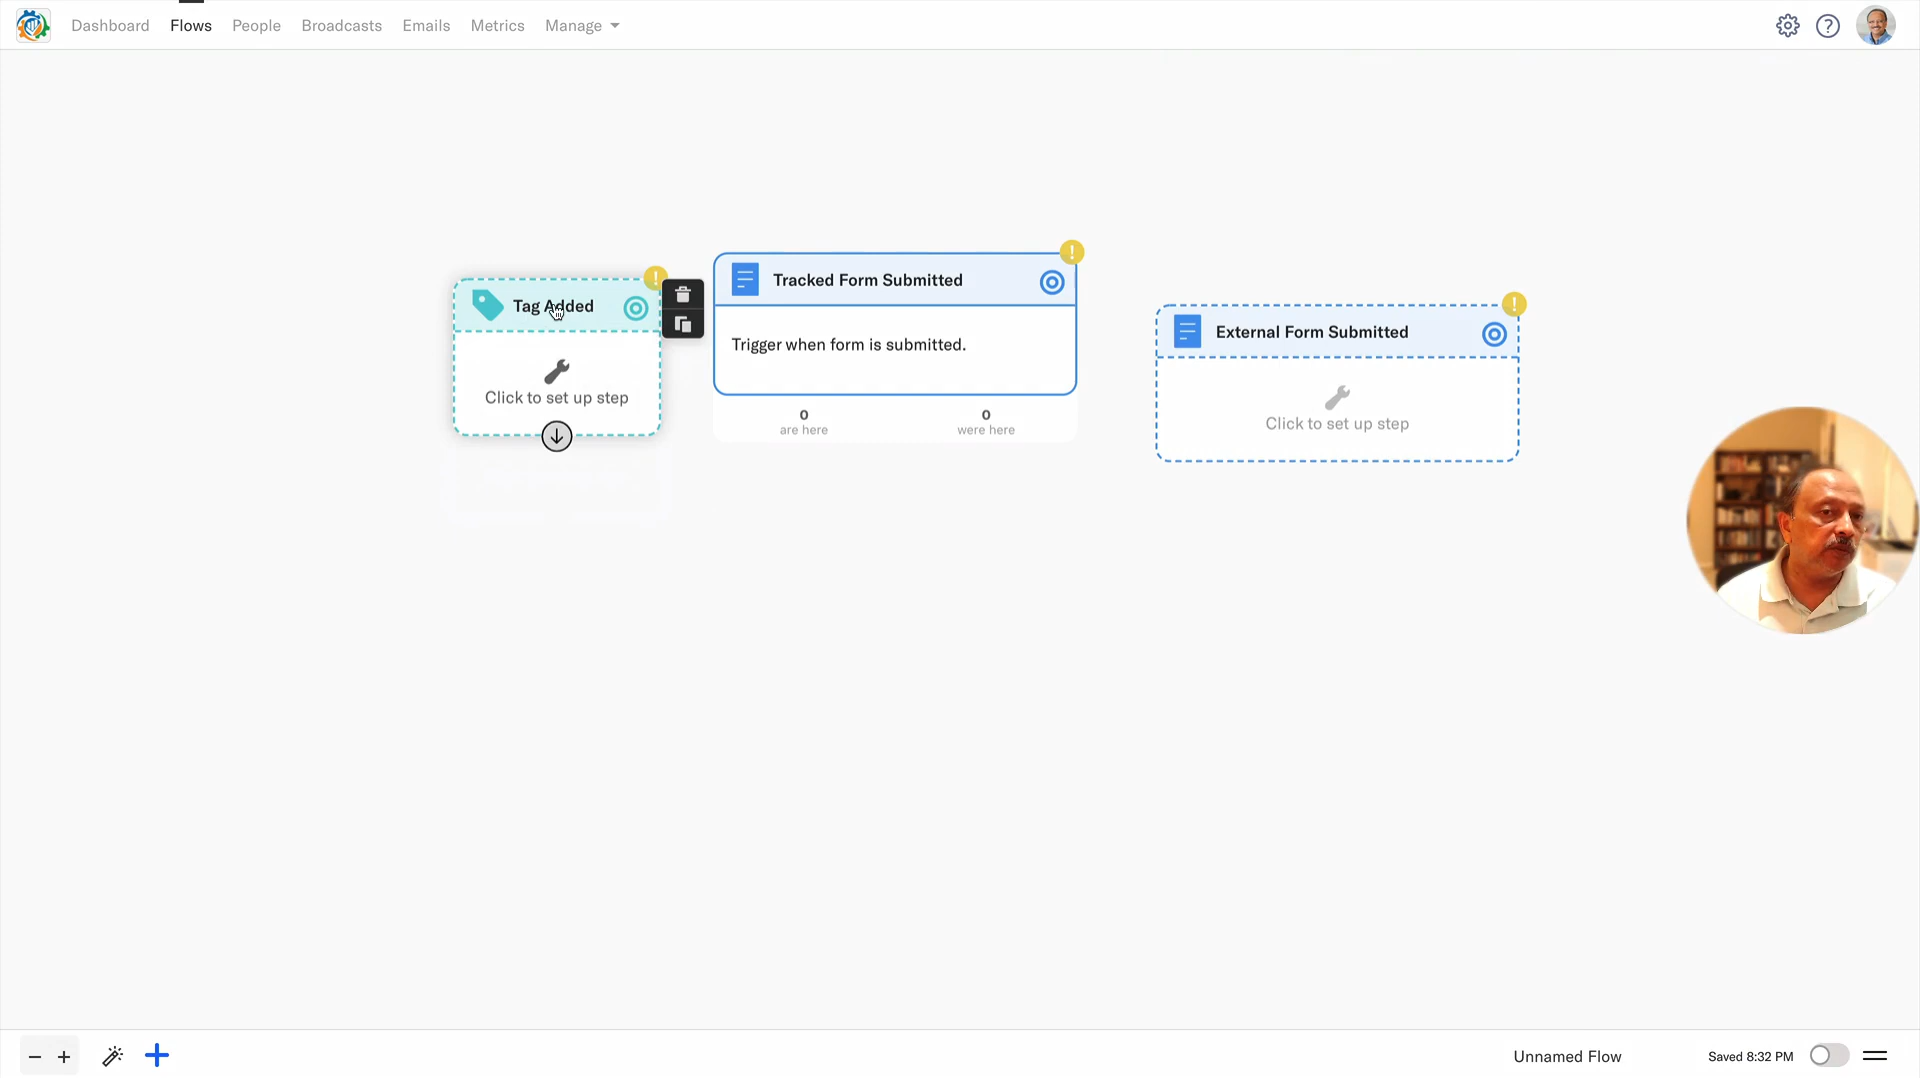 Dashboard
Flows
People
Broadcasts
Emails
Metrics
Manage
Tag Added
Click to set up step
Tracked Form Submitted
Trigger when form is submitted.
0
are here
0
were here
External Form Submitted
Click to set up step
Unnamed Flow
Saved 8:32 PM